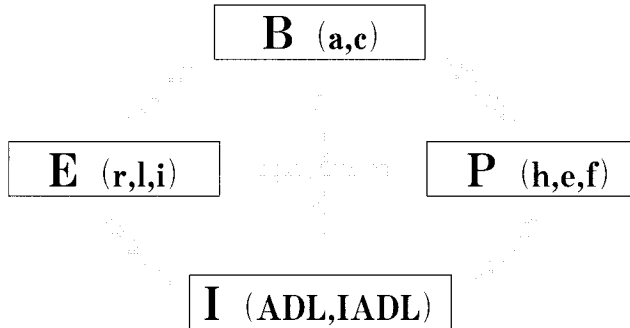 B (a,c)
E (r,l,i)
P (h,e,f)
I (ADL,IADL)